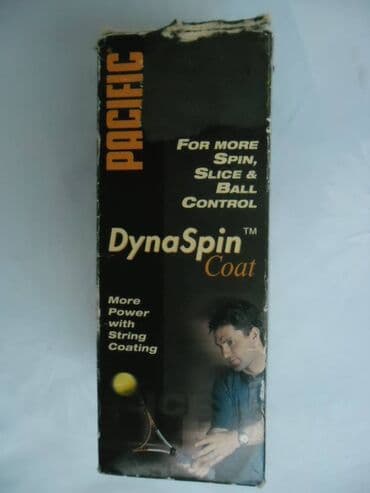 PACIFIC
FOR MORE
SPIN,
SLICE &
BALL
CONTROL
DynaSpin™
Coat
More
Power
with
String
Coating